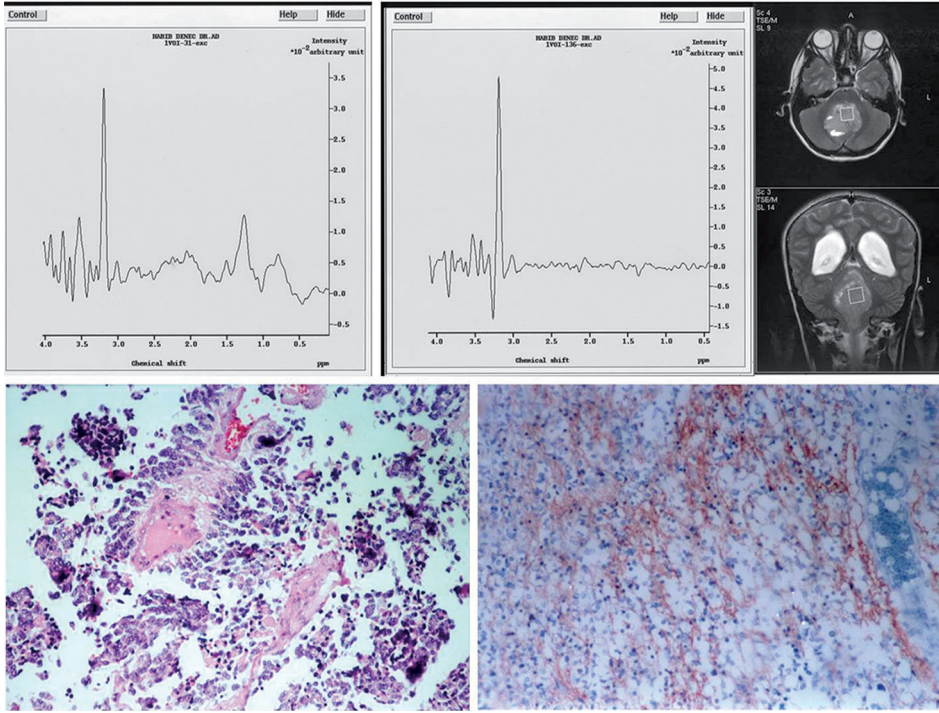 Control Help Hide
HABIB DENEC DR.AD
1VOI-31-exc
Intensity
*10-2 arbitrary unit
3.5
3.0
2.5
2.0
1.5
1.0
0.5
0.0
-0.5
4.0 3.5 3.0 2.5 2.0 1.5 1.0 0.5
Chemical shift ppm
Control Help Hide
HABIB DENEC DR.AD
1VOI-136-exc
Intensity
*10-2 arbitrary unit
5.0
4.5
4.0
3.5
3.0
2.5
2.0
1.5
1.0
0.5
0.0
-0.5
-1.0
-1.5
4.0 3.5 3.0 2.5 2.0 1.5 1.0 0.5
Chemical shift ppm
Sc 4
TSE/M
SL 9
A
L
Sc 3
TSE/M
SL 14
H
L